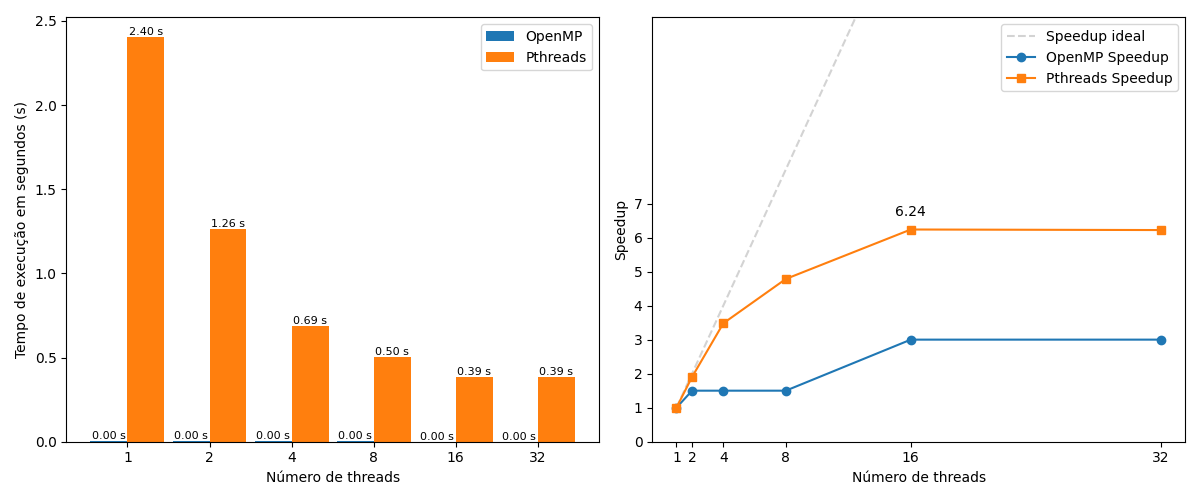 OpenMP
Pthreads
2.40 s
1.26 s
0.69 s
0.50 s
0.39 s
0.39 s
0.00 s
0.00 s
0.00 s
0.00 s
0.00 s
0.00 s
2.5
2.0
1.5
1.0
0.5
0.0
Tempo de execução em segundos (s)
1 2 4 8 16 32
Número de threads
Speedup ideal
OpenMP Speedup
Pthreads Speedup
6.24
7
6
5
4
3
2
1
0
Speedup
1 2 4 8 16 32
Número de threads